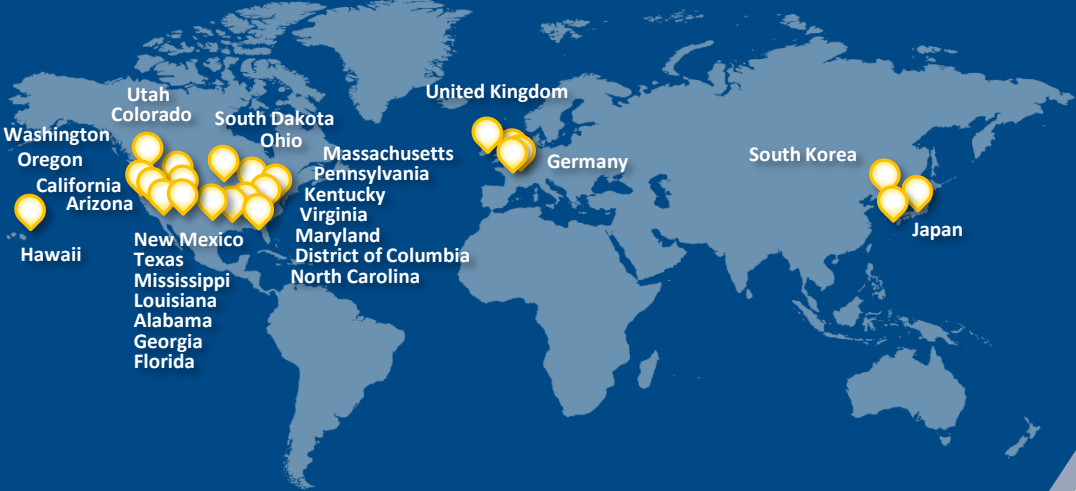 Utah
Colorado
Washington
Oregon
California
Arizona
Hawaii
South Dakota
Ohio
Massachusetts
Pennsylvania
Kentucky
Virginia
Maryland
District of Columbia
North Carolina
New Mexico
Texas
Mississippi
Louisiana
Alabama
Georgia
Florida
United Kingdom
Germany
South Korea
Japan